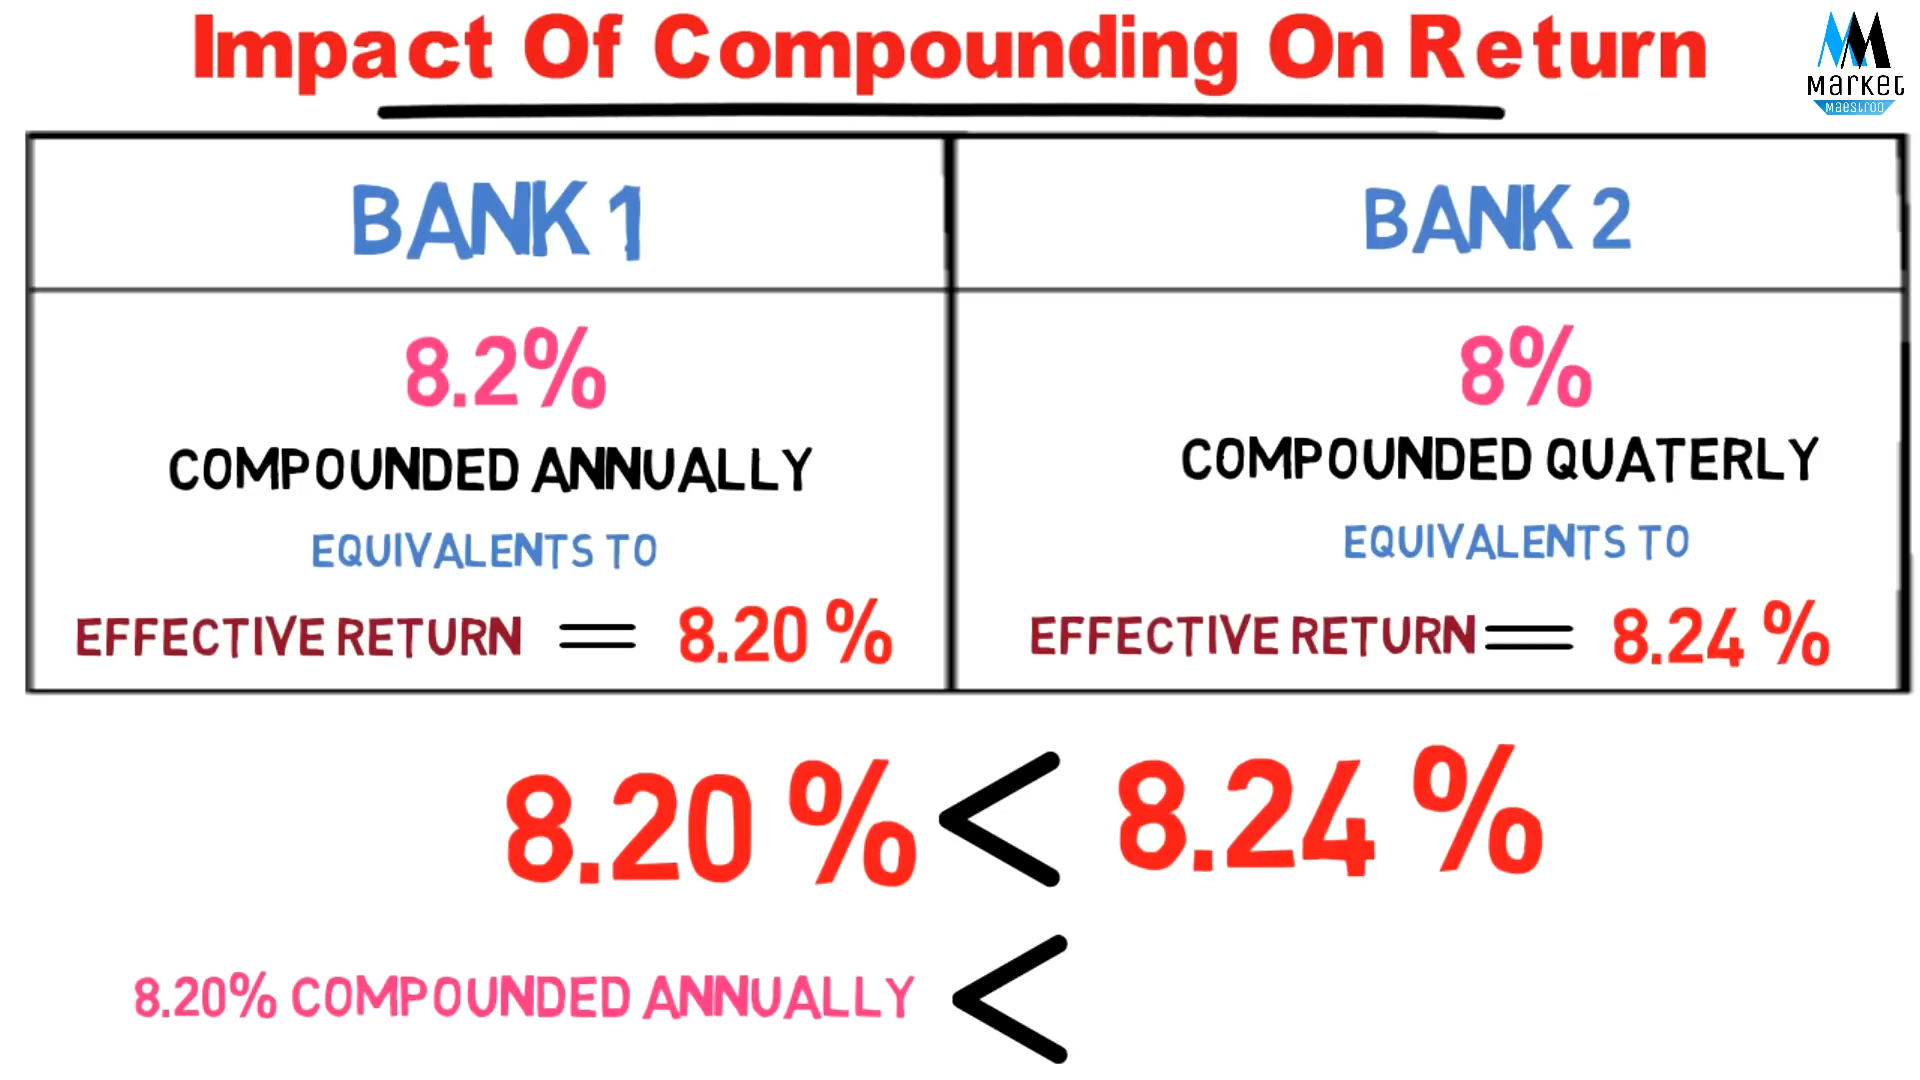 Impact Of Compounding On Return
Market
Maestroo
BANK 1
BANK 2
8.2%
8%
COMPOUNDED ANNUALLY
COMPOUNDED QUATERLY
EQUIVALENTS TO
EQUIVALENTS TO
EFFECTIVE RETURN = 8.20 %
EFFECTIVE RETURN = 8.24 %
8.20 % < 8.24 %
8.20% COMPOUNDED ANNUALLY <